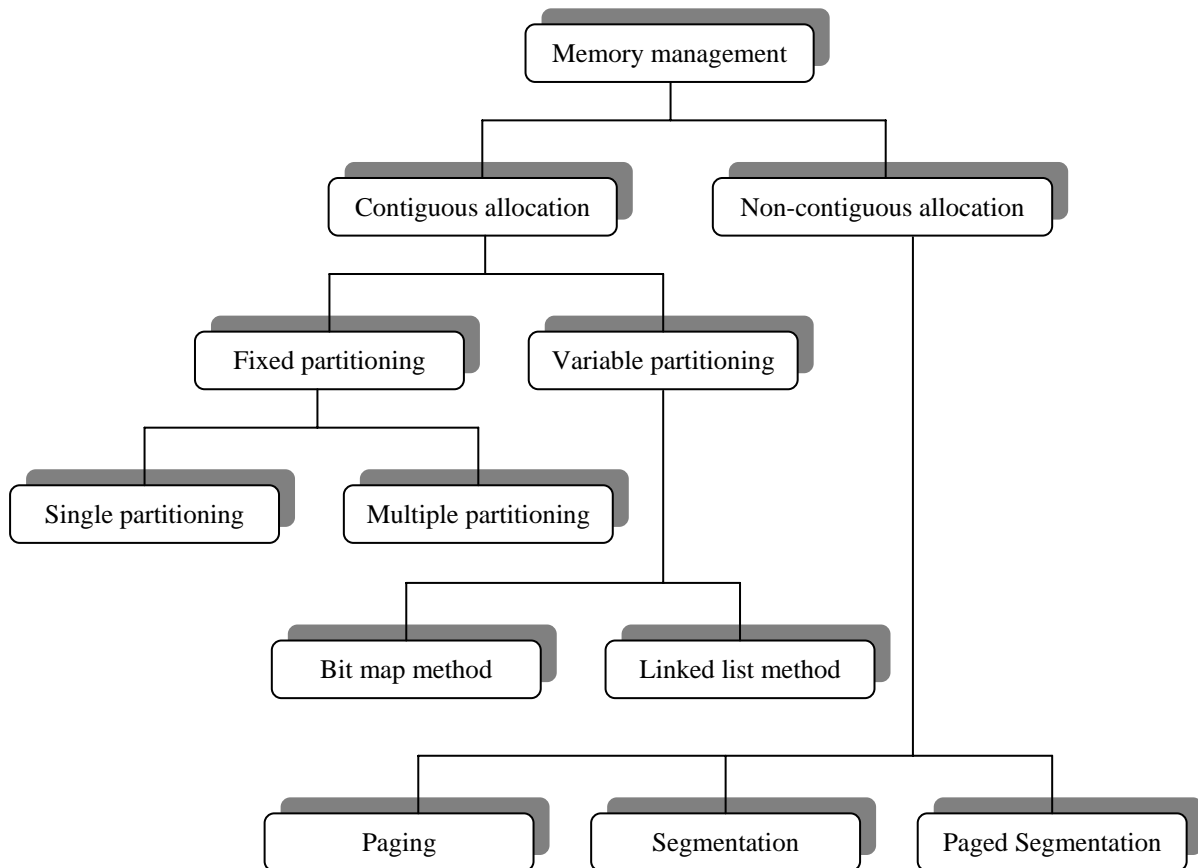 Memory management
Contiguous allocation
Non-contiguous allocation
Fixed partitioning
Variable partitioning
Single partitioning
Multiple partitioning
Bit map method
Linked list method
Paging
Segmentation
Paged Segmentation